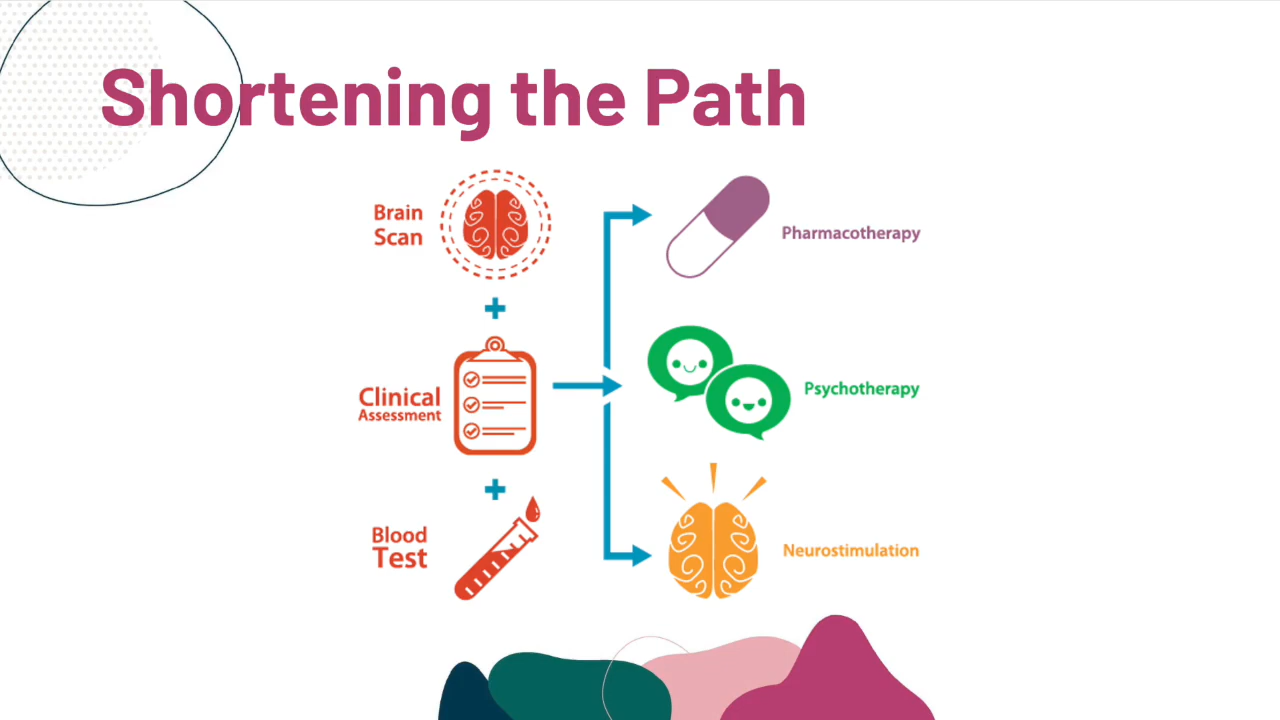 Shortening the Path
Brain
Scan
Clinical
Assessment
Blood
Test
Pharmacotherapy
Psychotherapy
Neurostimulation